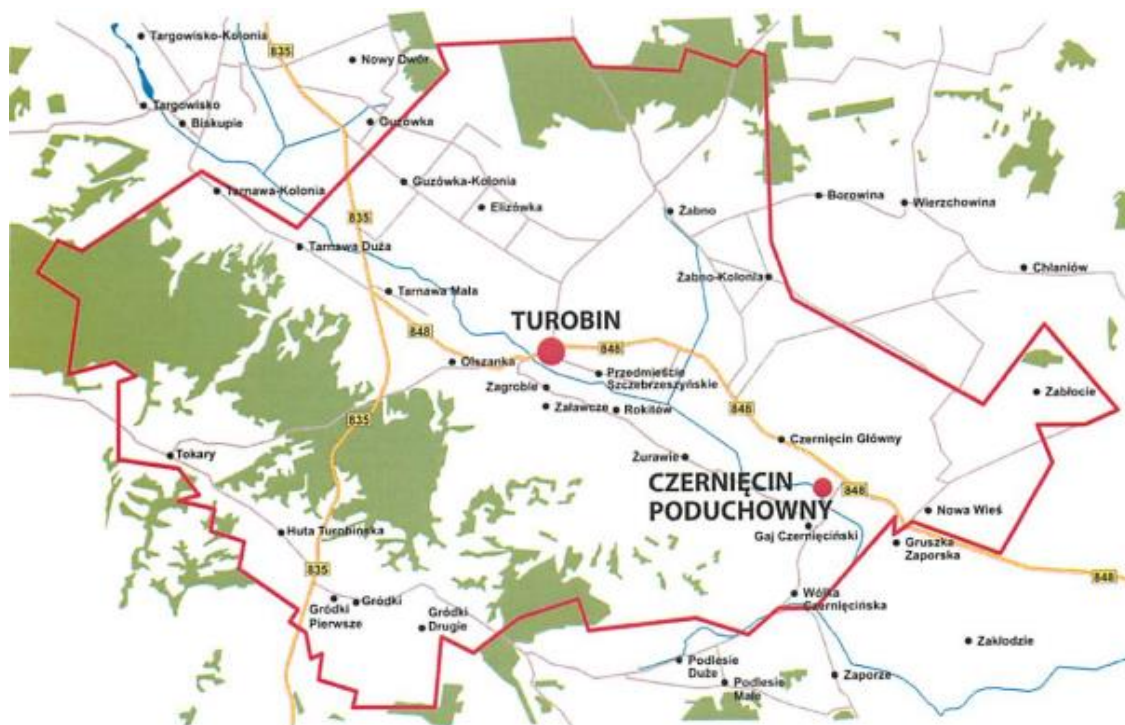 Targowisko-Kolonia
835
Nowy Dwór
Targowisko
Biskupie
Guzowka
Tarnawa-Kolonia
Guzówka-Kolonia
Elizówka
Żabno
Borowina
Wierzchowina
835
Tarnawa Duża
Żabno-Kolonia
Chłaniów
Tarnawa Mała
TUROBIN
848
848
Olszanka
Przedmieście
Szczebrzeszyńskie
Zagroble
Zabłocie
Załawcze
Rokitów
848
835
Czernięcin Główny
Tokary
Żurawie
CZERNIĘCIN
PODUCHOWNY
848
Nowa Wieś
Huta Turobińska
Gaj Czernięciński
Gruszka
Zaporska
835
848
Gródki
Pierwsze
Gródki
Gródki
Drugie
Wólka
Czernięcińska
Zakłodzie
Podlesie
Duże
Podlesie
Małe
Zaporze